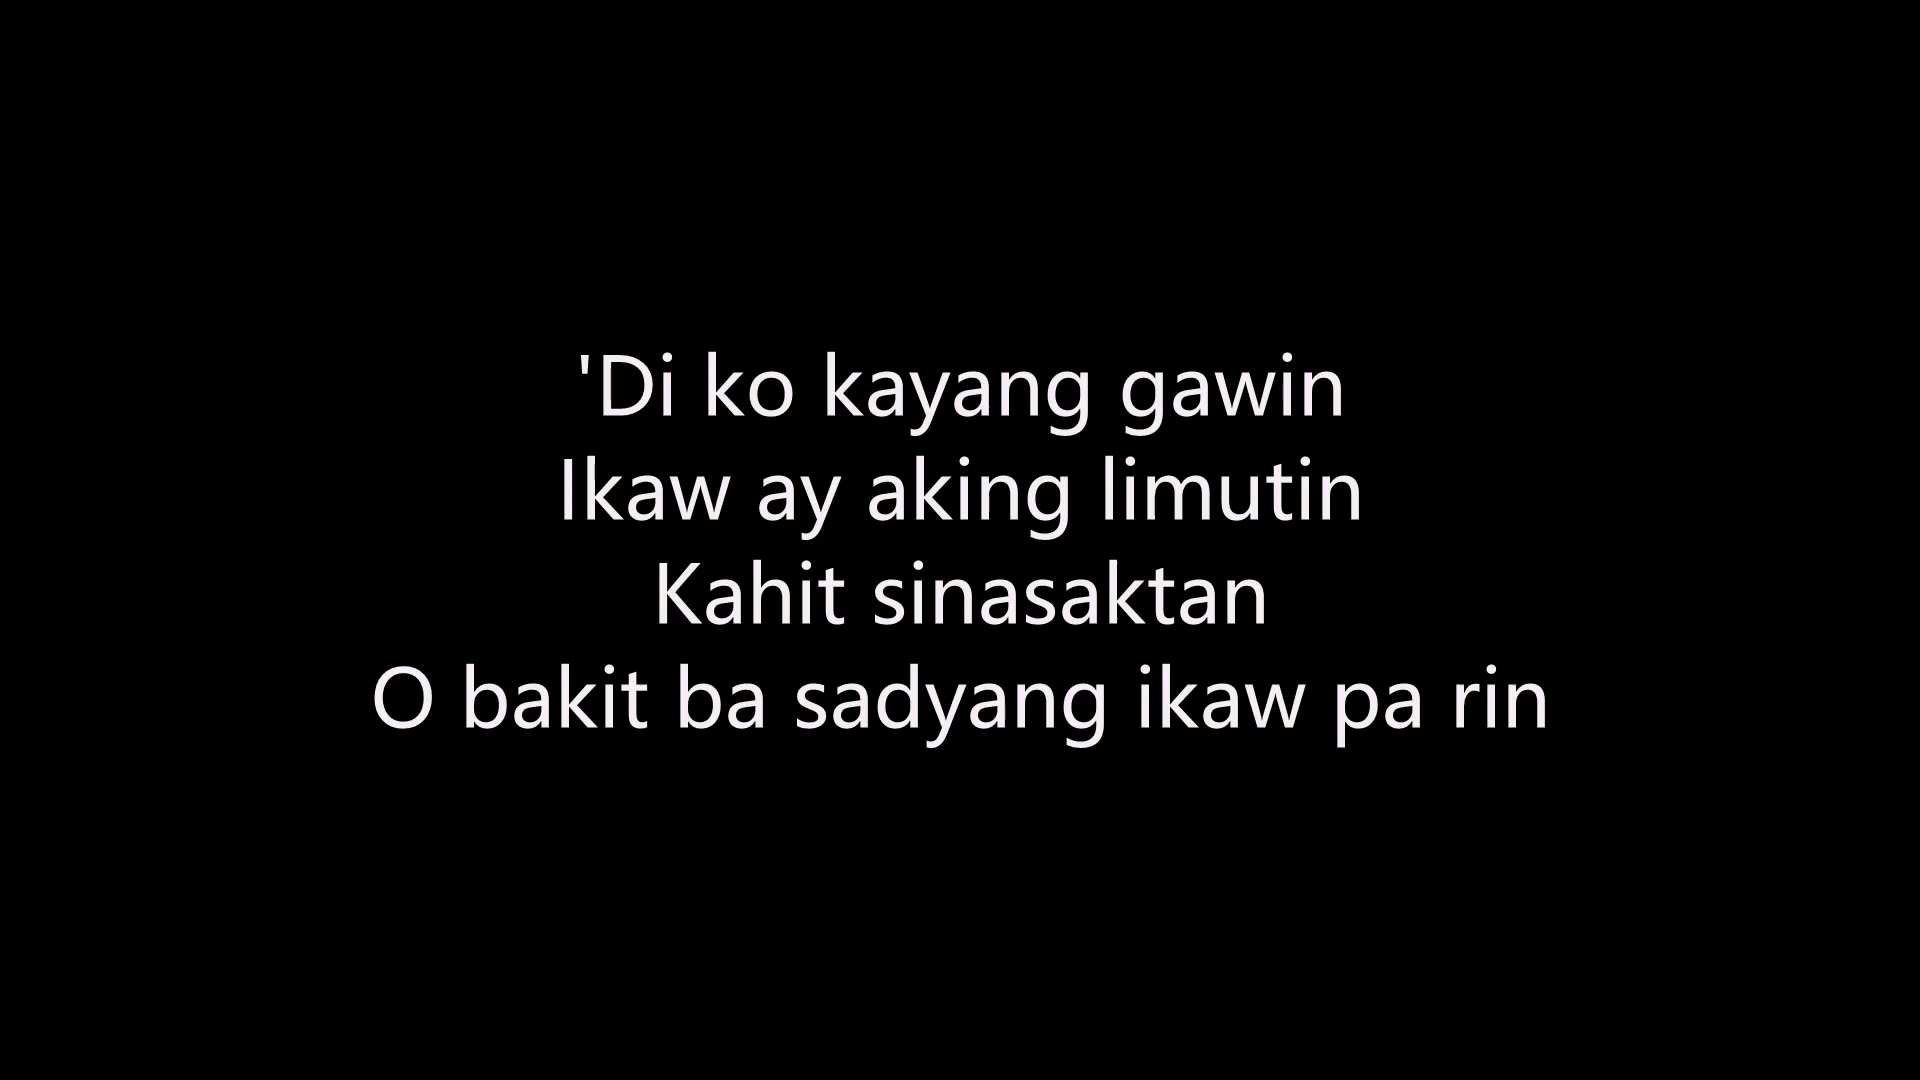 'Di ko kayang gawin
Ikaw ay aking limutin
Kahit sinasaktan
O bakit ba sadyang ikaw pa rin